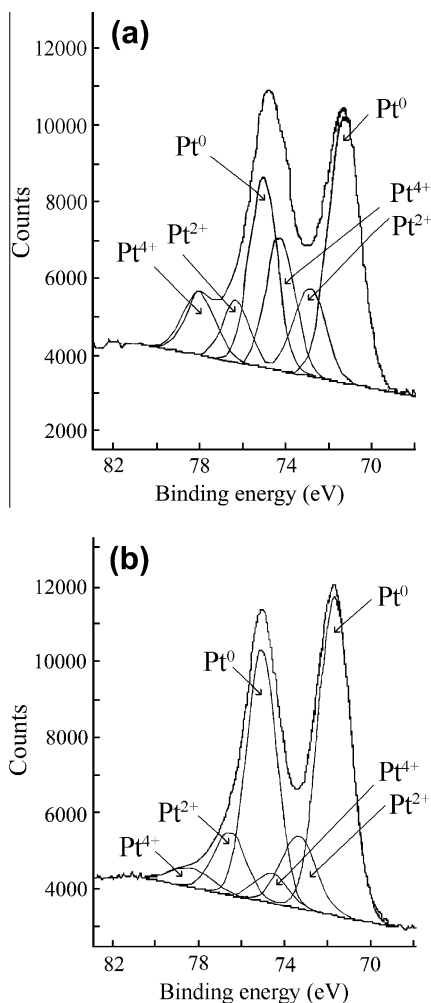 (a)
12000
10000
8000
6000
4000
2000
Counts
Pt⁰
Pt⁰
Pt⁴⁺
Pt²⁺
Pt²⁺
Pt⁴⁺
82 78 74 70
Binding energy (eV)
(b)
12000
10000
8000
6000
4000
Counts
Pt⁰
Pt⁰
Pt⁴⁺
Pt²⁺
Pt²⁺
Pt⁴⁺
82 78 74 70
Binding energy (eV)